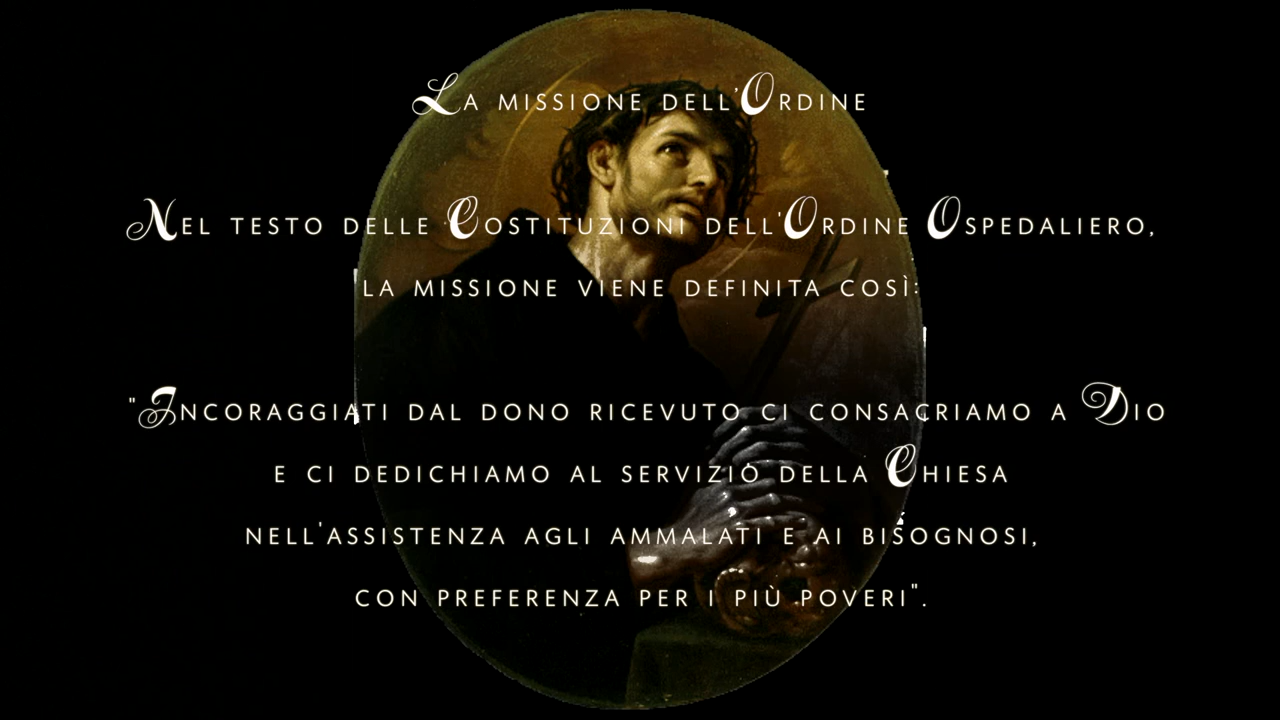 La missione dell'Ordine
Nel testo delle Costituzioni dell'Ordine Ospedaliero,
la missione viene definita così:
"Incoraggiati dal dono ricevuto ci consacriamo a Dio
e ci dedichiamo al servizio della Chiesa
nell'assistenza agli ammalati e ai bisognosi,
con preferenza per i più poveri".